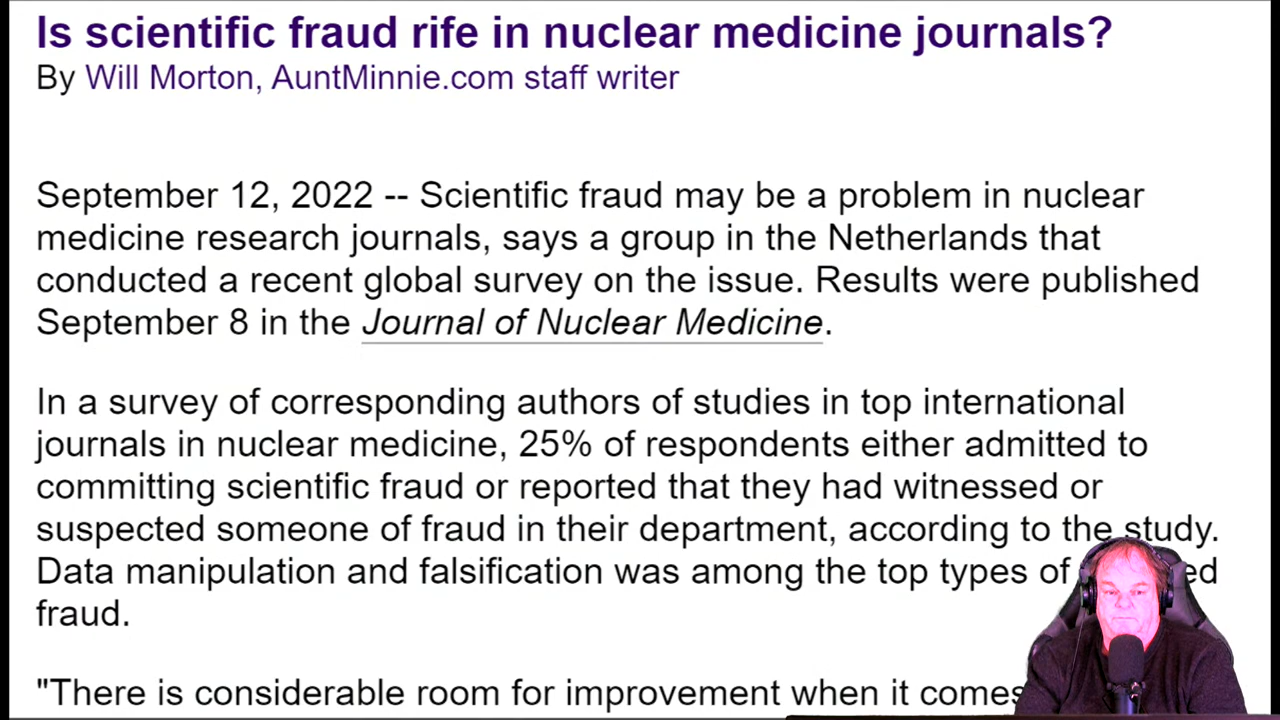 Is scientific fraud rife in nuclear medicine journals?
By Will Morton, AuntMinnie.com staff writer
September 12, 2022 -- Scientific fraud may be a problem in nuclear
medicine research journals, says a group in the Netherlands that
conducted a recent global survey on the issue. Results were published
September 8 in the Journal of Nuclear Medicine.
In a survey of corresponding authors of studies in top international
journals in nuclear medicine, 25% of respondents either admitted to
committing scientific fraud or reported that they had witnessed or
suspected someone of fraud in their department, according to the study.
Data manipulation and falsification was among the top types of
fraud.
"There is considerable room for improvement when it comes